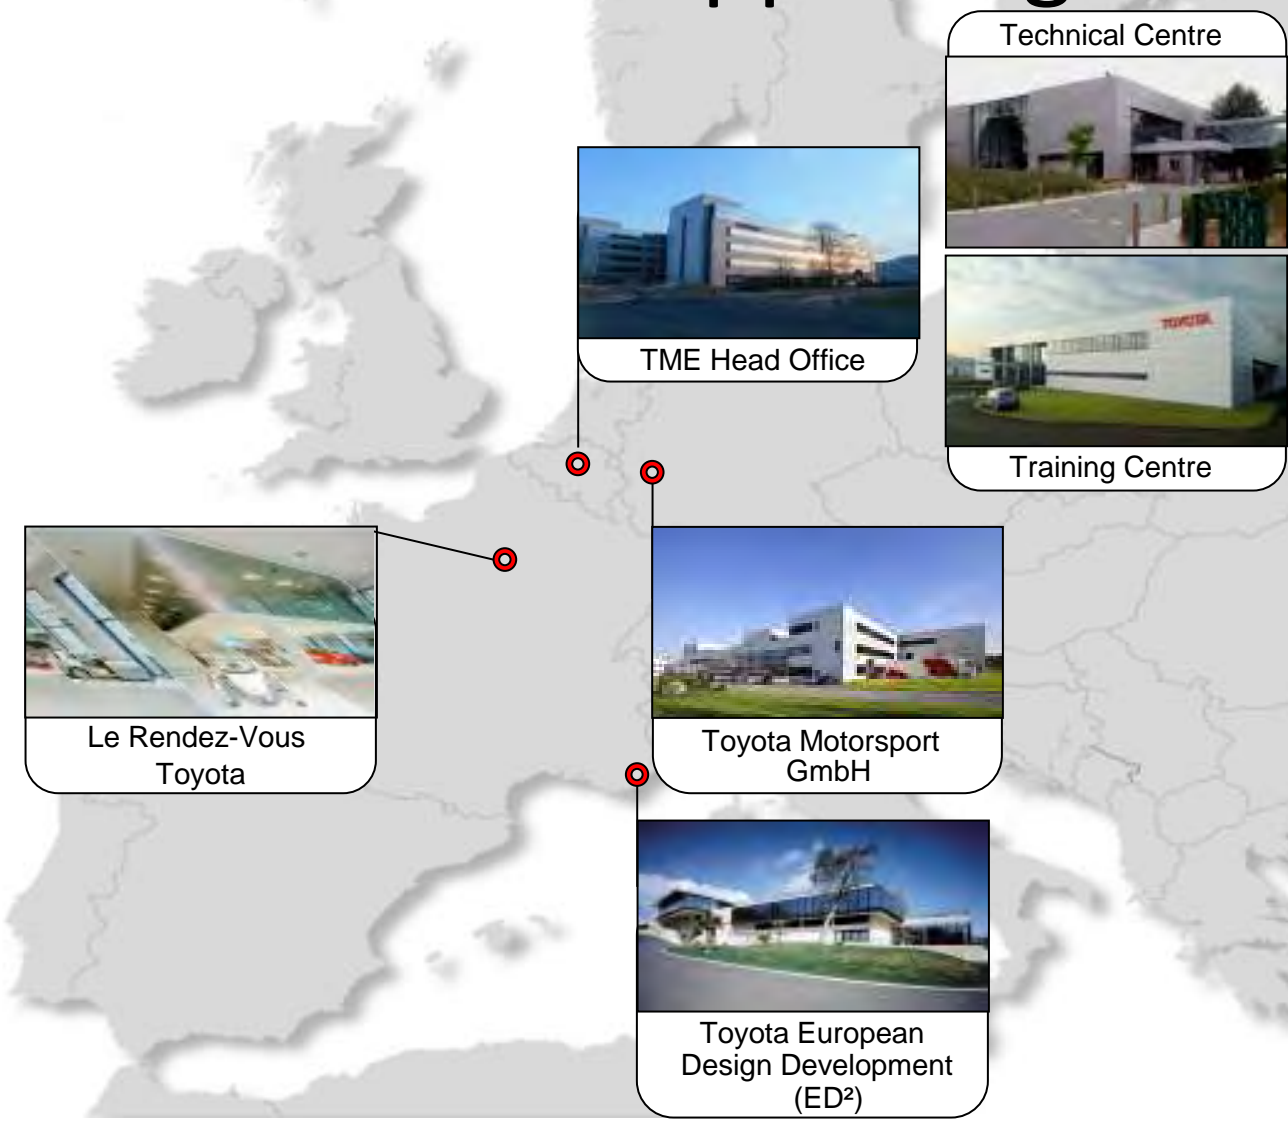 Technical Centre
TOYOTA
TME Head Office
Training Centre
Le Rendez-Vous
Toyota
Toyota Motorsport
GmbH
Toyota European
Design Development
(ED²)